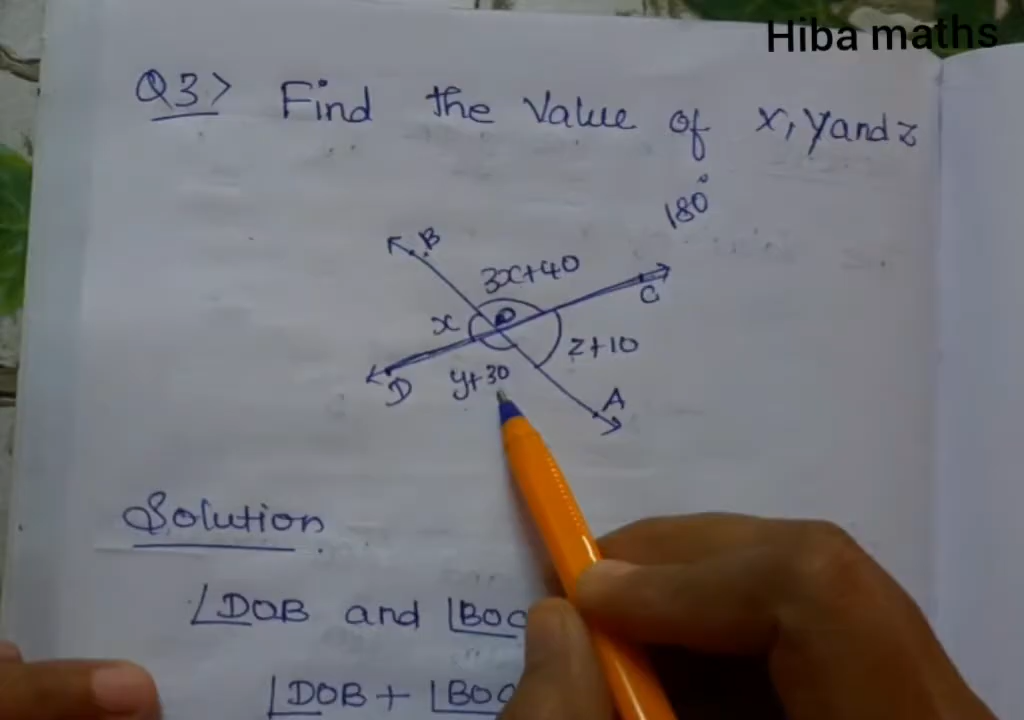 Hiba maths
Q3> Find the Value of x, y and z
180°
B
3x+40
C
x
O
z+10
D
y+30
A
Solution
∠DOB and ∠BOC
∠DOB + ∠BOC